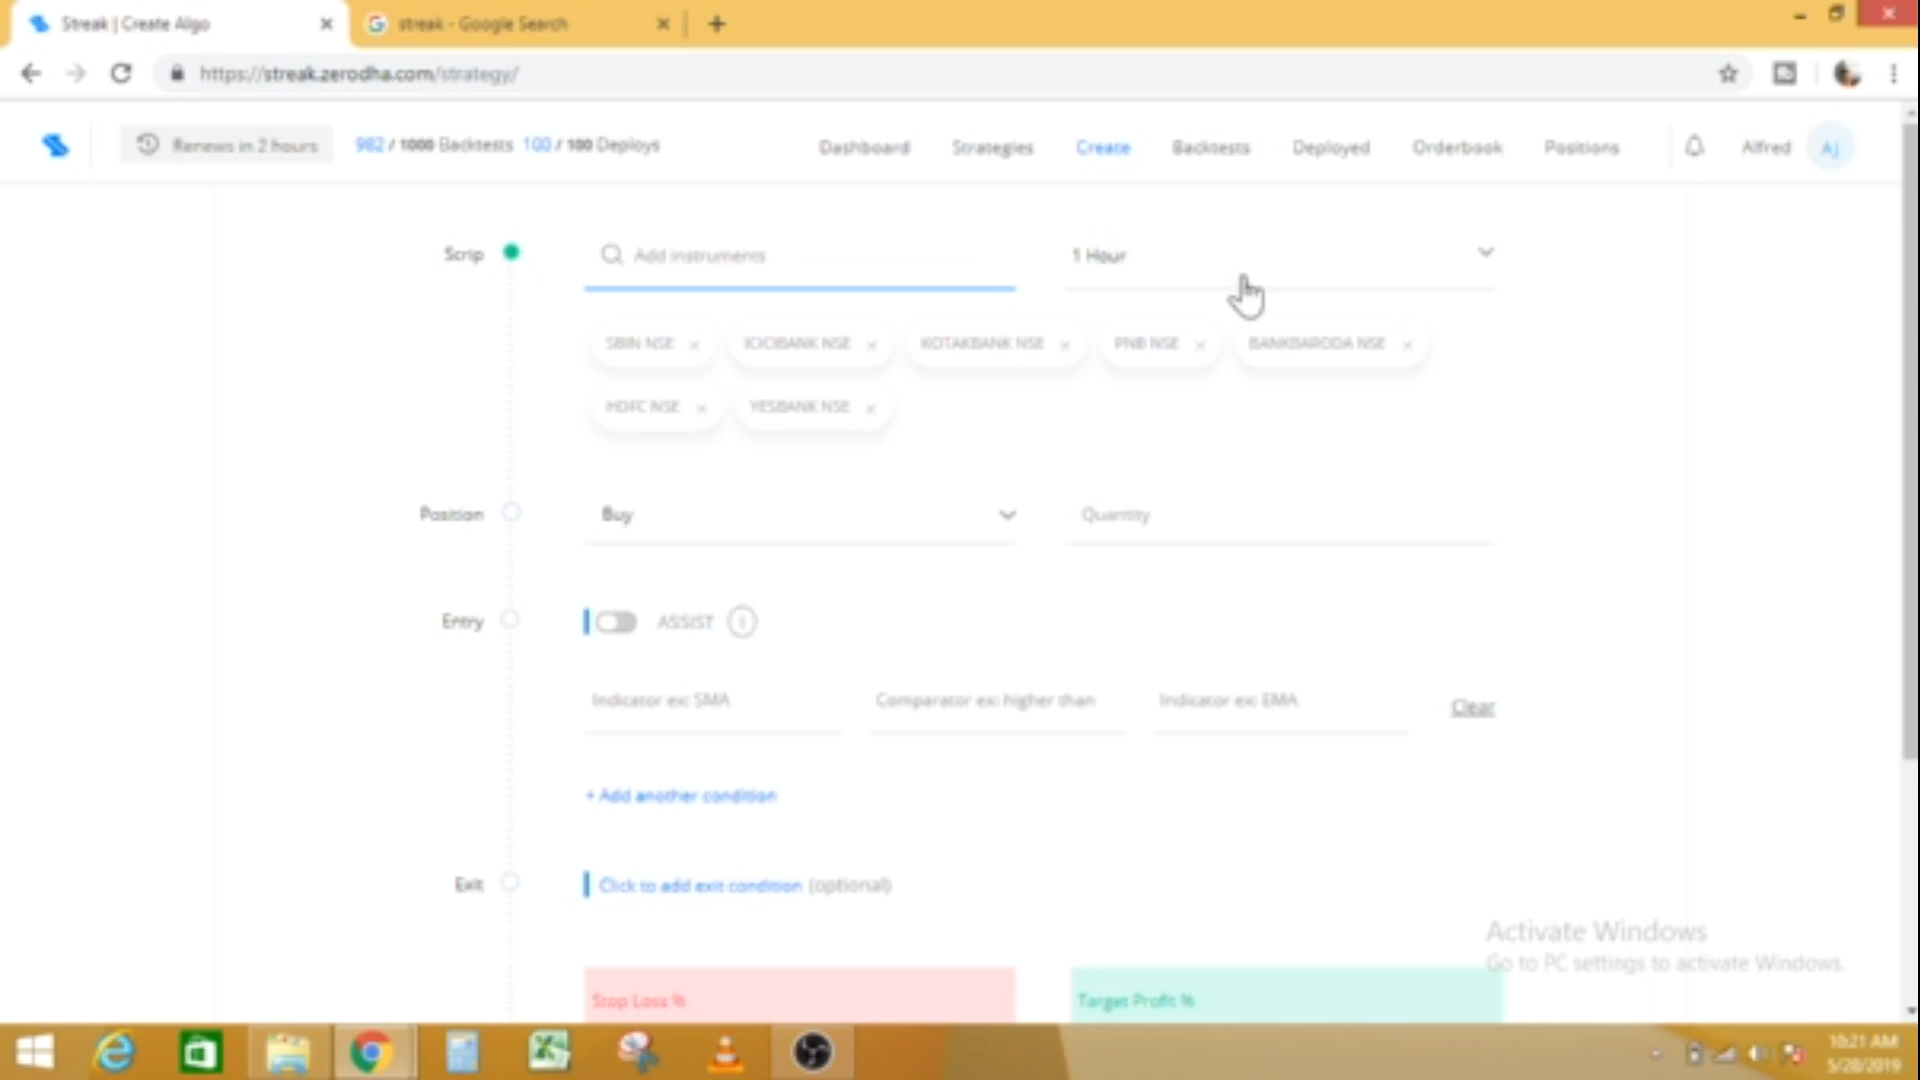 Streak | Create Algo
streak - Google Search
https://streak.zerodha.com/strategy/
Renews in 2 hours
982 / 1000 Backtests 100 / 100 Deploys
Dashboard
Strategies
Create
Backtests
Deployed
Orderbook
Positions
Alfred
AJ
Scrip
Add instruments
1 Hour
SBIN NSE ×
ICICIBANK NSE ×
KOTAKBANK NSE ×
PNB NSE ×
BANKBARODA NSE ×
HDFC NSE ×
YESBANK NSE ×
Position
Buy
Quantity
Entry
ASSIST
Indicator ex: SMA
Comparator ex: higher than
Indicator ex: EMA
Clear
+ Add another condition
Exit
Click to add exit condition (optional)
Activate Windows
Go to PC settings to activate Windows.
Stop Loss %
Target Profit %
10:21 AM
5/28/2019